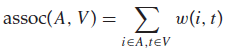 assoc(A, V) = ∑ w(i, t)
i∈A,t∈V